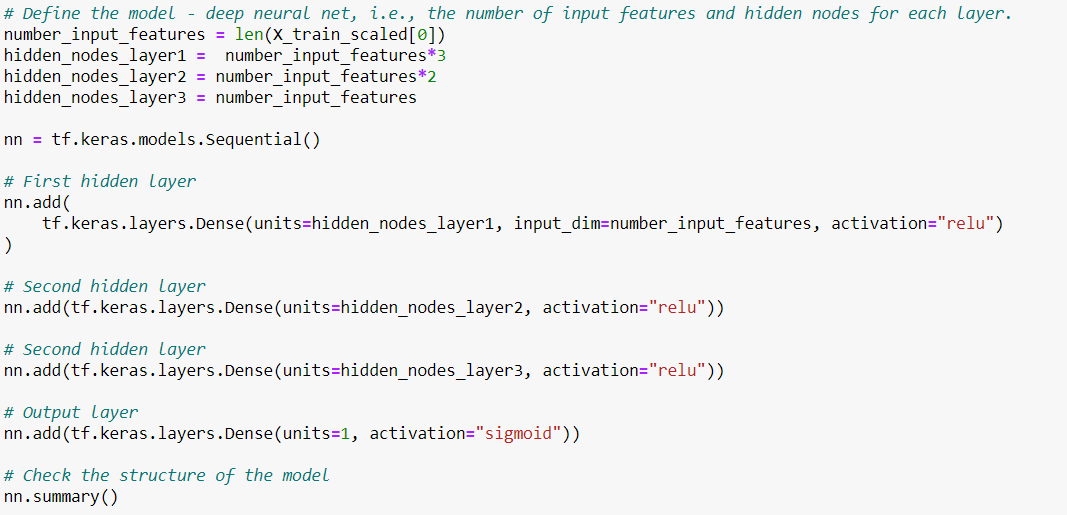 # Define the model - deep neural net, i.e., the number of input features and hidden nodes for each layer.
number_input_features = len(X_train_scaled[0])
hidden_nodes_layer1 =  number_input_features*3
hidden_nodes_layer2 = number_input_features*2
hidden_nodes_layer3 = number_input_features

nn = tf.keras.models.Sequential()

# First hidden layer
nn.add(
    tf.keras.layers.Dense(units=hidden_nodes_layer1, input_dim=number_input_features, activation="relu")
)

# Second hidden layer
nn.add(tf.keras.layers.Dense(units=hidden_nodes_layer2, activation="relu"))

# Second hidden layer
nn.add(tf.keras.layers.Dense(units=hidden_nodes_layer3, activation="relu"))

# Output layer
nn.add(tf.keras.layers.Dense(units=1, activation="sigmoid"))

# Check the structure of the model
nn.summary()